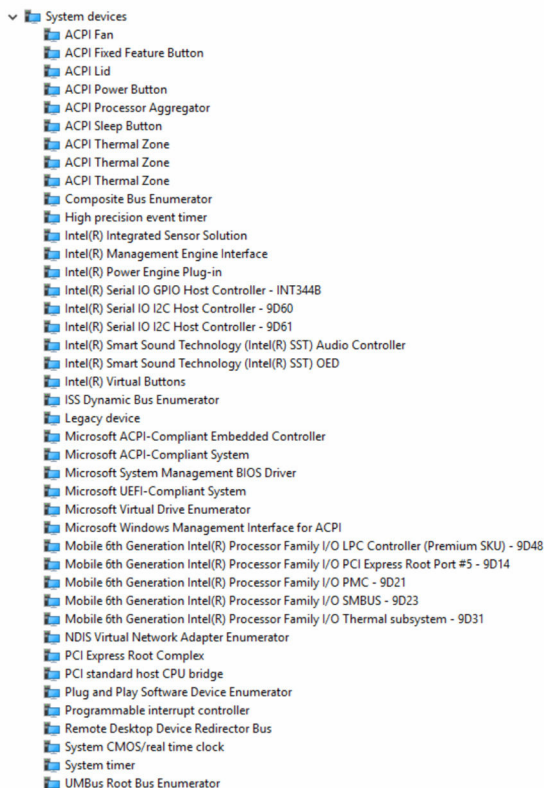 System devices
ACPI Fan
ACPI Fixed Feature Button
ACPI Lid
ACPI Power Button
ACPI Processor Aggregator
ACPI Sleep Button
ACPI Thermal Zone
ACPI Thermal Zone
ACPI Thermal Zone
Composite Bus Enumerator
High precision event timer
Intel(R) Integrated Sensor Solution
Intel(R) Management Engine Interface
Intel(R) Power Engine Plug-in
Intel(R) Serial IO GPIO Host Controller - INT344B
Intel(R) Serial IO I2C Host Controller - 9D60
Intel(R) Serial IO I2C Host Controller - 9D61
Intel(R) Smart Sound Technology (Intel(R) SST) Audio Controller
Intel(R) Smart Sound Technology (Intel(R) SST) OED
Intel(R) Virtual Buttons
ISS Dynamic Bus Enumerator
Legacy device
Microsoft ACPI-Compliant Embedded Controller
Microsoft ACPI-Compliant System
Microsoft System Management BIOS Driver
Microsoft UEFI-Compliant System
Microsoft Virtual Drive Enumerator
Microsoft Windows Management Interface for ACPI
Mobile 6th Generation Intel(R) Processor Family I/O LPC Controller (Premium SKU) - 9D48
Mobile 6th Generation Intel(R) Processor Family I/O PCI Express Root Port #5 - 9D14
Mobile 6th Generation Intel(R) Processor Family I/O PMC - 9D21
Mobile 6th Generation Intel(R) Processor Family I/O SMBUS - 9D23
Mobile 6th Generation Intel(R) Processor Family I/O Thermal subsystem - 9D31
NDIS Virtual Network Adapter Enumerator
PCI Express Root Complex
PCI standard host CPU bridge
Plug and Play Software Device Enumerator
Programmable interrupt controller
Remote Desktop Device Redirector Bus
System CMOS/real time clock
System timer
UMBus Root Bus Enumerator